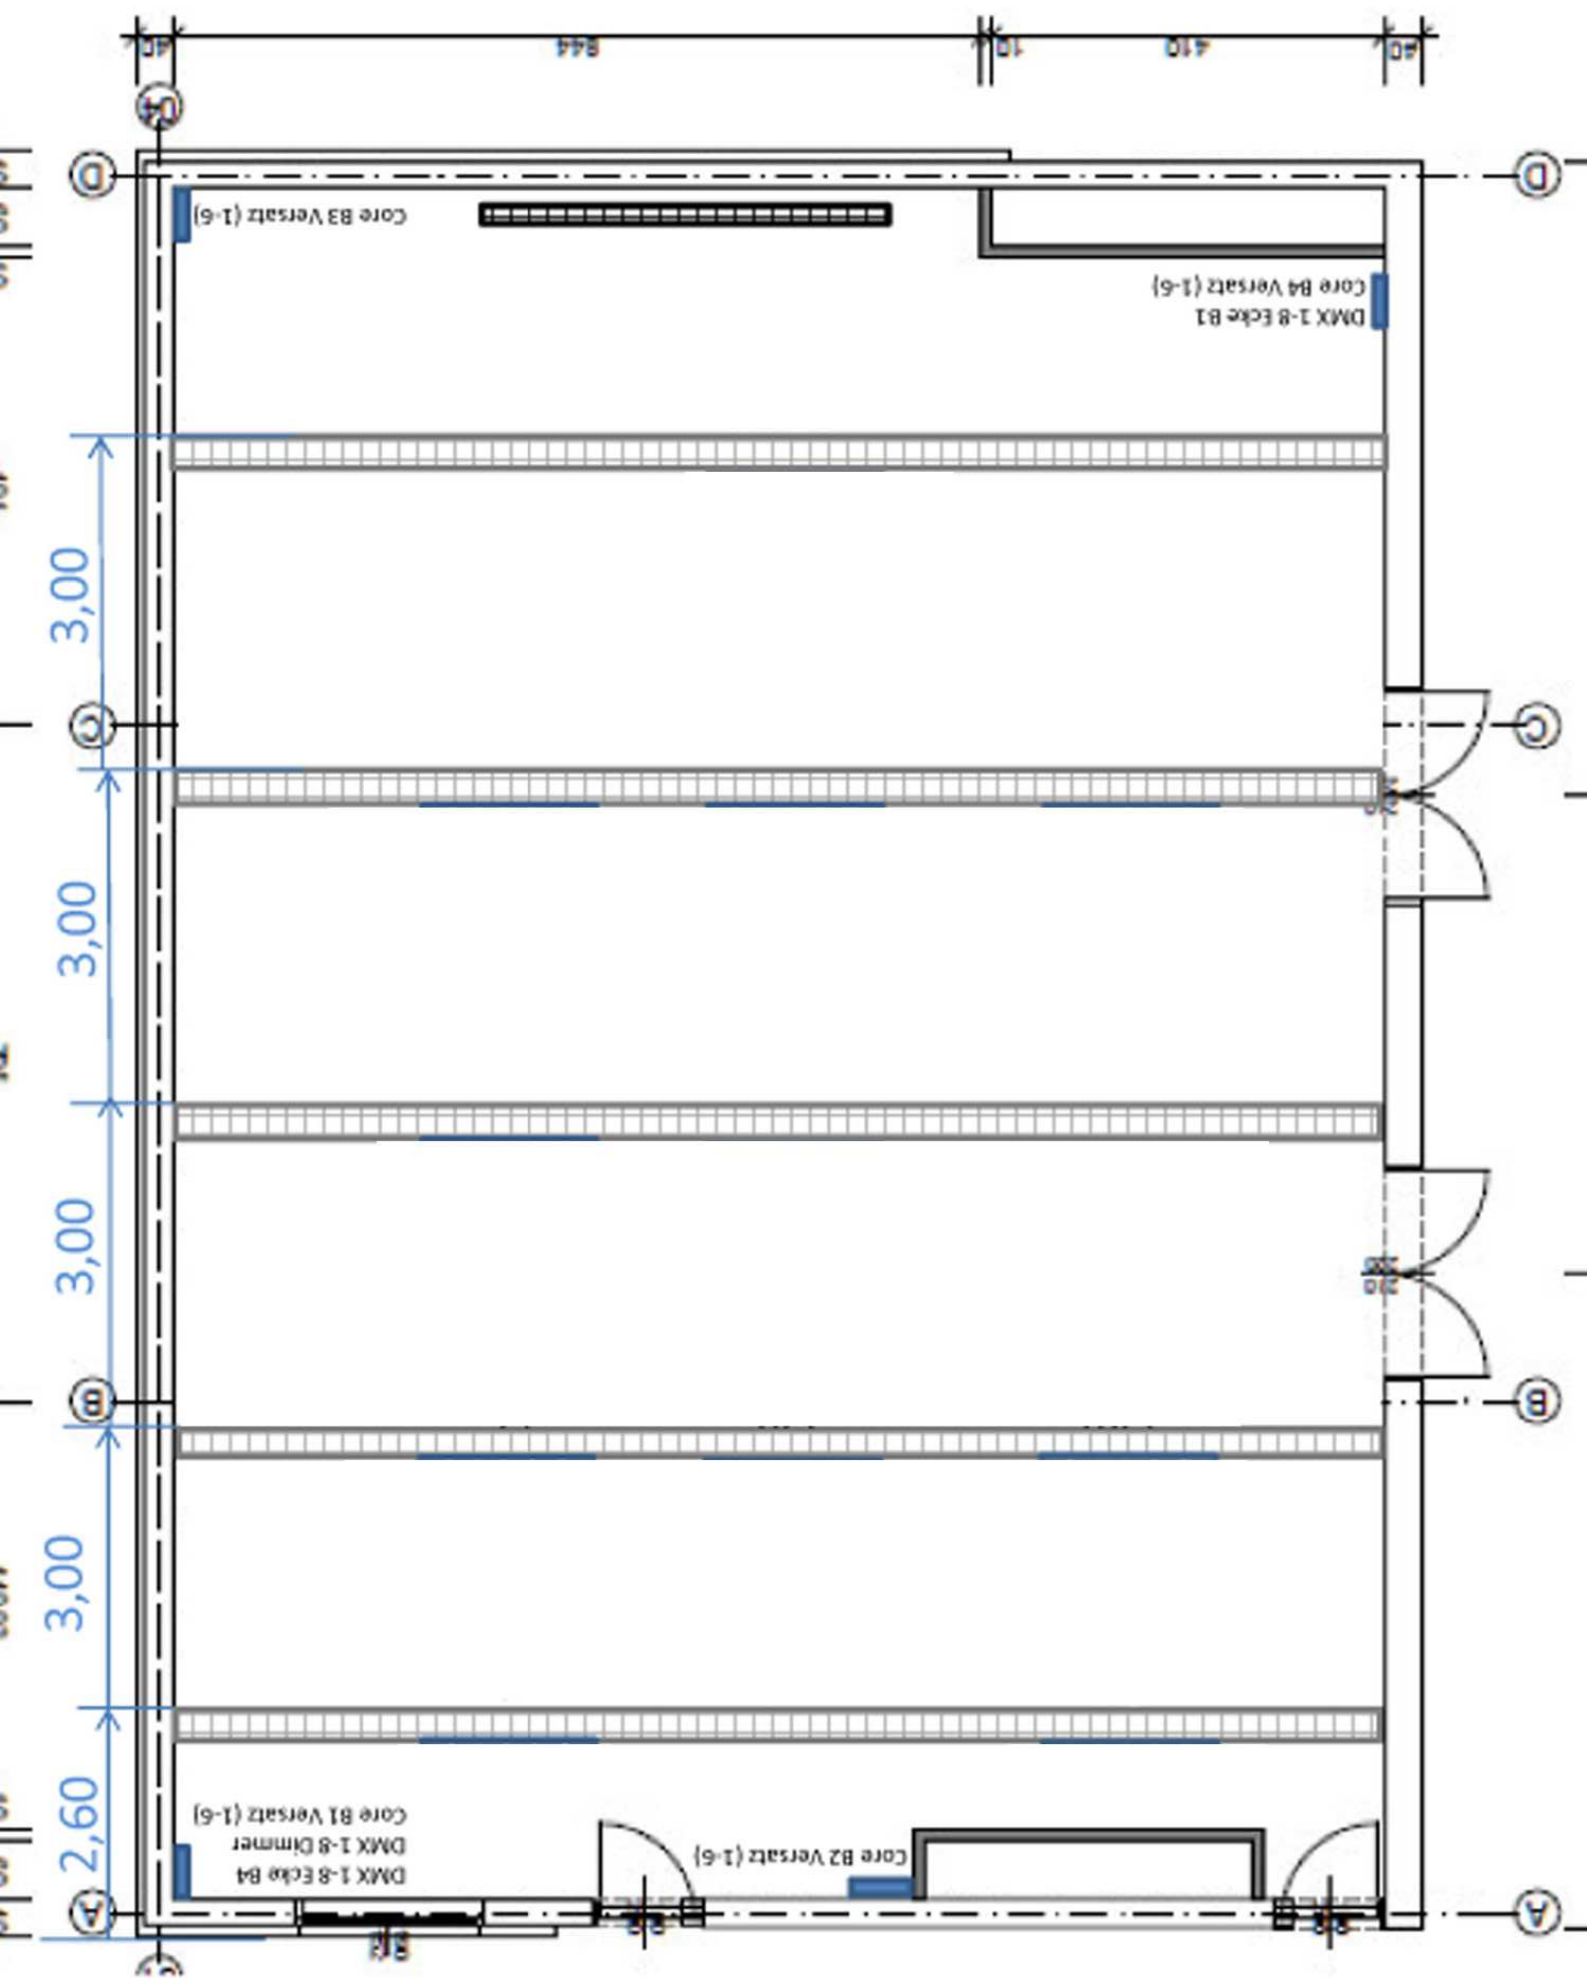 40
844
10
410
40
04
D
D
Core B3 Versatz (1-6)
DMX 1-8 Ecke B1
Core B4 Versatz (1-6)
3,00
C
C
3,00
3,00
B
B
3,00
2,60
DMX 1-8 Ecke B4
DMX 1-8 Dimmer
Core B1 Versatz (1-6)
Core B2 Versatz (1-6)
A
A